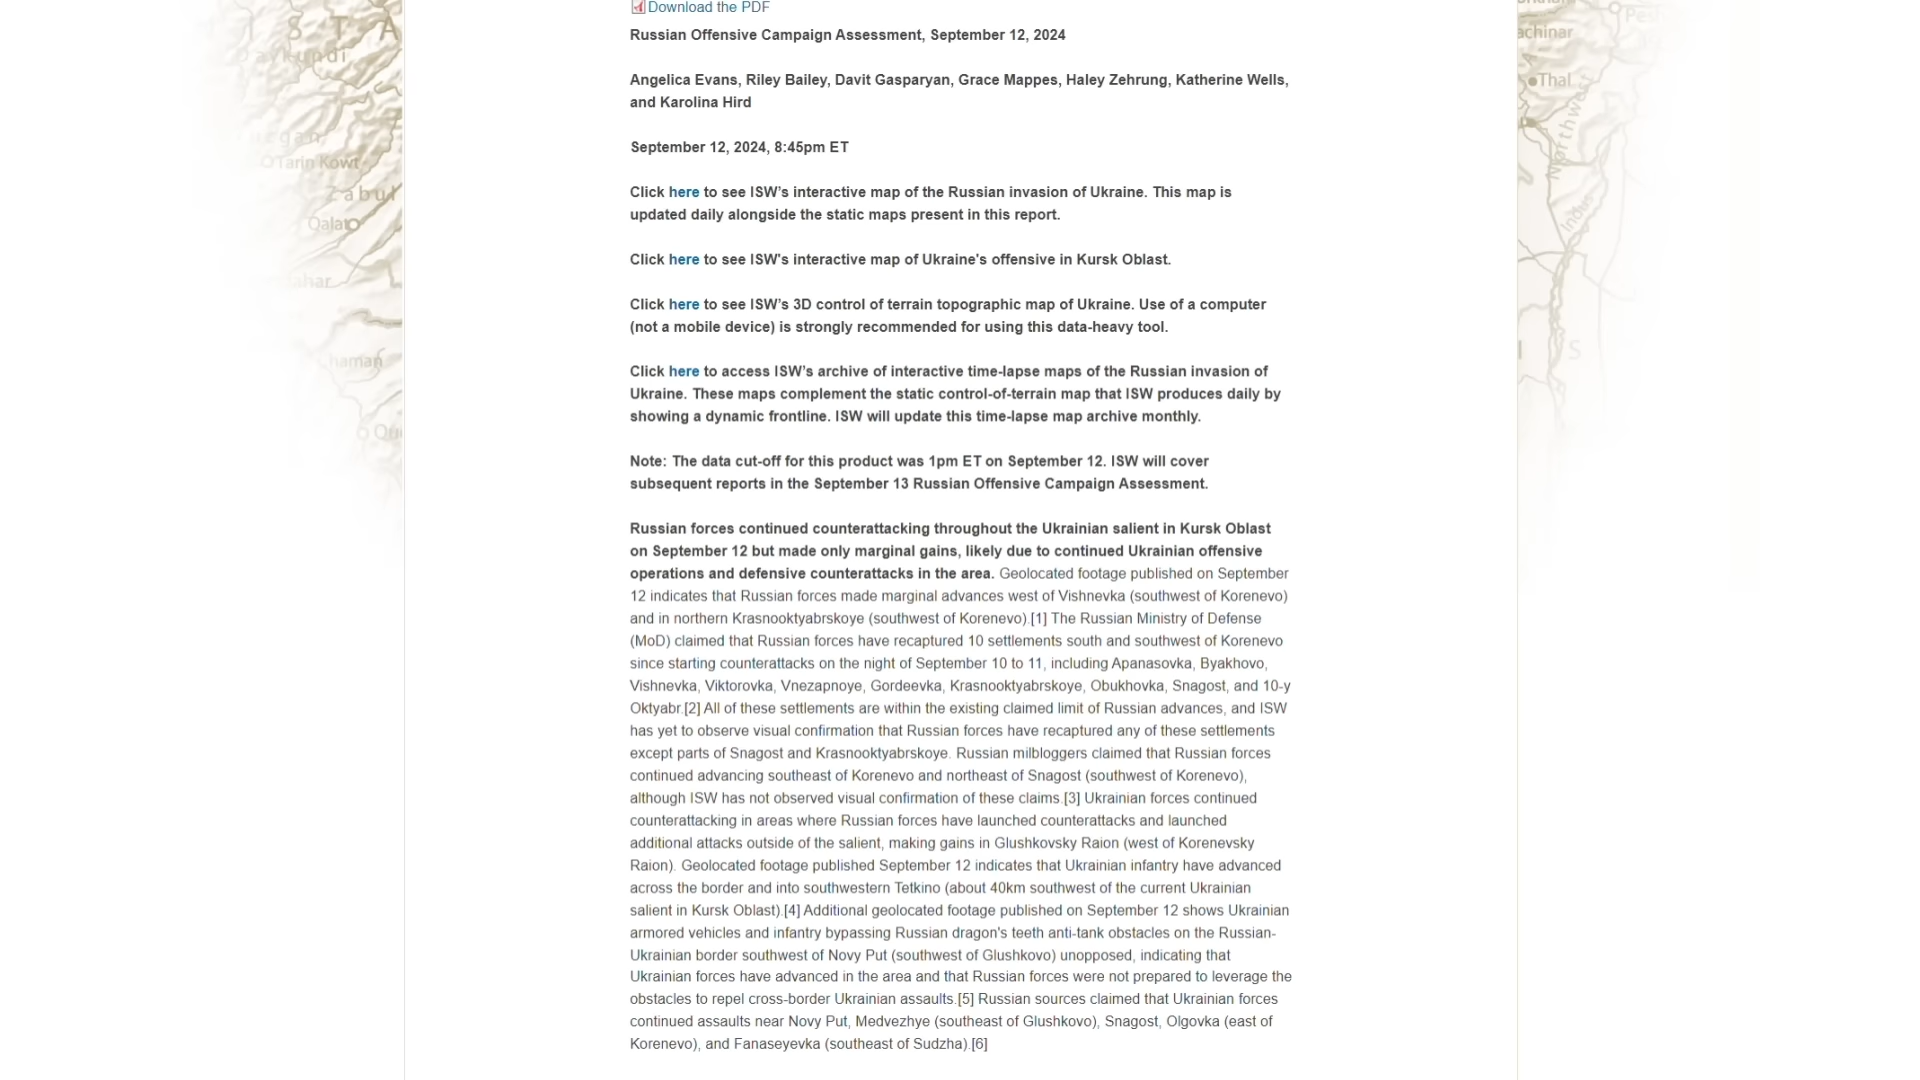 Download the PDF
Russian Offensive Campaign Assessment, September 12, 2024
Angelica Evans, Riley Bailey, Davit Gasparyan, Grace Mappes, Haley Zehrung, Katherine Wells,
and Karolina Hird
September 12, 2024, 8:45pm ET
Click here to see ISW’s interactive map of the Russian invasion of Ukraine. This map is
updated daily alongside the static maps present in this report.
Click here to see ISW's interactive map of Ukraine's offensive in Kursk Oblast.
Click here to see ISW’s 3D control of terrain topographic map of Ukraine. Use of a computer
(not a mobile device) is strongly recommended for using this data-heavy tool.
Click here to access ISW’s archive of interactive time-lapse maps of the Russian invasion of
Ukraine. These maps complement the static control-of-terrain map that ISW produces daily by
showing a dynamic frontline. ISW will update this time-lapse map archive monthly.
Note: The data cut-off for this product was 1pm ET on September 12. ISW will cover
subsequent reports in the September 13 Russian Offensive Campaign Assessment.
Russian forces continued counterattacking throughout the Ukrainian salient in Kursk Oblast
on September 12 but made only marginal gains, likely due to continued Ukrainian offensive
operations and defensive counterattacks in the area. Geolocated footage published on September
12 indicates that Russian forces made marginal advances west of Vishnevka (southwest of Korenevo)
and in northern Krasnooktyabrskoye (southwest of Korenevo).[1] The Russian Ministry of Defense
(MoD) claimed that Russian forces have recaptured 10 settlements south and southwest of Korenevo
since starting counterattacks on the night of September 10 to 11, including Apanasovka, Byakhovo,
Vishnevka, Viktorovka, Vnezapnoye, Gordeevka, Krasnooktyabrskoye, Obukhovka, Snagost, and 10-y
Oktyabr.[2] All of these settlements are within the existing claimed limit of Russian advances, and ISW
has yet to observe visual confirmation that Russian forces have recaptured any of these settlements
except parts of Snagost and Krasnooktyabrskoye. Russian milbloggers claimed that Russian forces
continued advancing southeast of Korenevo and northeast of Snagost (southwest of Korenevo),
although ISW has not observed visual confirmation of these claims.[3] Ukrainian forces continued
counterattacking in areas where Russian forces have launched counterattacks and launched
additional attacks outside of the salient, making gains in Glushkovsky Raion (west of Korenevsky
Raion). Geolocated footage published September 12 indicates that Ukrainian infantry have advanced
across the border and into southwestern Tetkino (about 40km southwest of the current Ukrainian
salient in Kursk Oblast).[4] Additional geolocated footage published on September 12 shows Ukrainian
armored vehicles and infantry bypassing Russian dragon's teeth anti-tank obstacles on the Russian-
Ukrainian border southwest of Novy Put (southwest of Glushkovo) unopposed, indicating that
Ukrainian forces have advanced in the area and that Russian forces were not prepared to leverage the
obstacles to repel cross-border Ukrainian assaults.[5] Russian sources claimed that Ukrainian forces
continued assaults near Novy Put, Medvezhye (southeast of Glushkovo), Snagost, Olgovka (east of
Korenevo), and Fanaseyevka (southeast of Sudzha).[6]
Tarin Kowt
Zabul
Qalat
Thal
Northwest
Indus